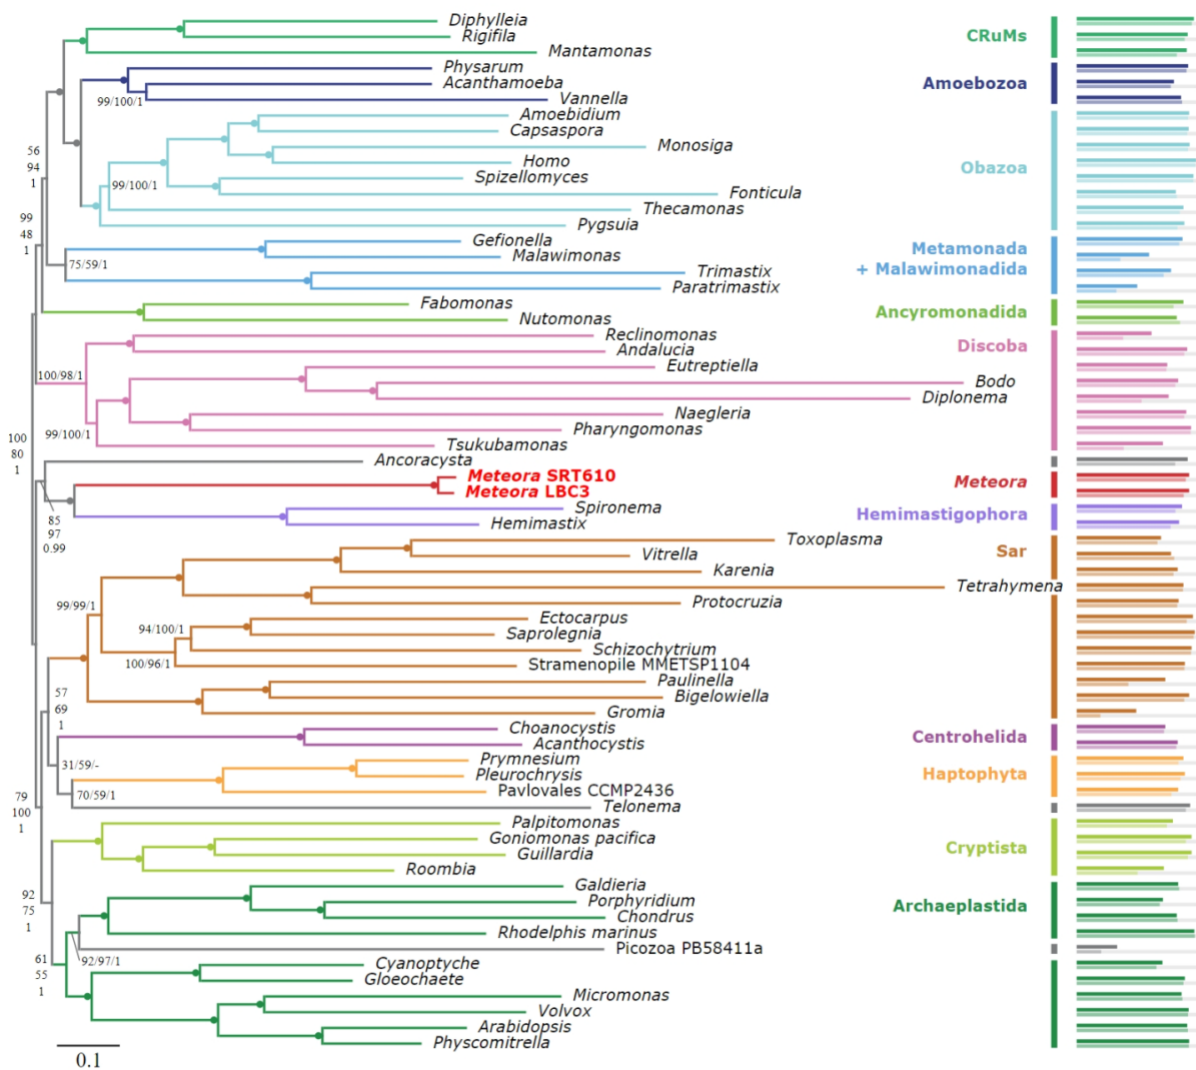 Diphylleia
Rigifila
CRuMs
Mantamonas
Physarum
Acanthamoeba
Amoebozoa
99/100/1
Vannella
Amoebidium
Capsaspora
Monosiga
56
Homo
94
Obazoa
1
99/100/1
Spizellomyces
Fonticula
Thecamonas
99
Pygsuia
48
Gefionella
1
Metamonada
Malawimonas
75/59/1
Trimastix
+ Malawimonadida
Paratrimastix
Fabomonas
Ancyromonadida
Nutomonas
Reclinomonas
Discoba
Andalucia
Eutreptiella
100/98/1
Bodo
Diplonema
Naegleria
Pharyngomonas
99/100/1
100
Tsukubamonas
80
Ancoracysta
1
Meteora SRT610
Meteora
Meteora LBC3
Spironema
Hemimastigophora
85
Hemimastix
97
0.99
Toxoplasma
Sar
Vitrella
Karenia
Tetrahymena
Protocruzia
99/99/1
Ectocarpus
94/100/1
Saprolegnia
Schizochytrium
100/96/1
Stramenopile MMETSP1104
Paulinella
57
Bigelowiella
69
Gromia
1
Choanocystis
Centrohelida
Acanthocystis
Prymnesium
31/59/-
Pleurochrysis
Haptophyta
Pavlovales CCMP2436
70/59/1
79
Telonema
100
1
Palpitomonas
Goniomonas pacifica
Cryptista
Guillardia
Roombia
Galdieria
92
Porphyridium
Archaeplastida
75
Chondrus
1
Rhodelphis marinus
Picozoa PB58411a
61
92/97/1
55
Cyanoptyche
1
Gloeochaete
Micromonas
Volvox
Arabidopsis
Physcomitrella
0.1